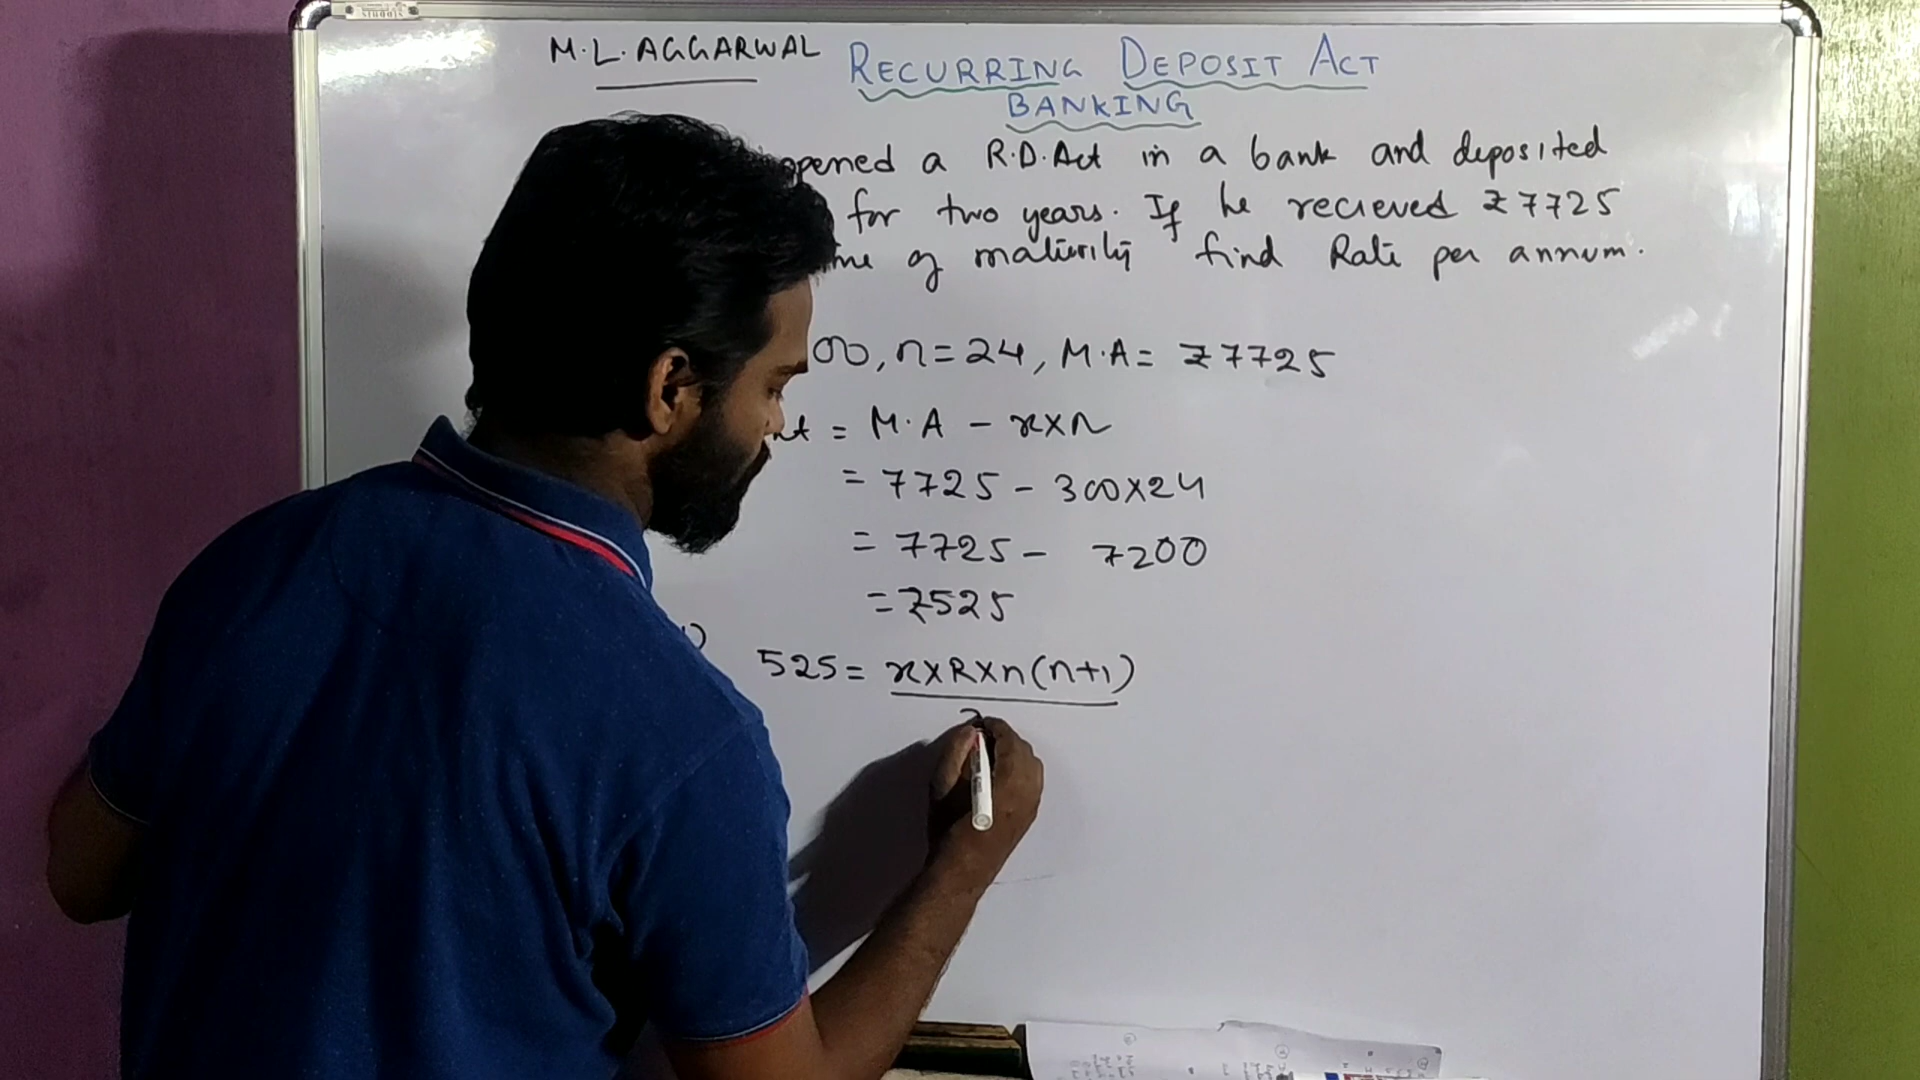 M.L. AGGARWAL RECURRING DEPOSIT ACT
BANKING
opened a R.D. Act in a bank and deposited
for two years. If he recieved ₹7725
of maturity find Rate per annum.
00, n=24, M.A= ₹7725
= M.A - x×n
= 7725 - 300×24
= 7725 - 7200
= ₹525
525 = x×R×n(n+1)